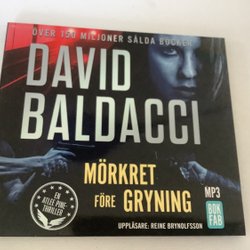 ÖVER 150 MILJONER SÅLDA BÖCKER
DAVID
BALDACCI
MÖRKRET
FÖRE GRYNING
EN
ATLEE PINE-
THRILLER
MP3
BOK
FAB
UPPLÄSARE: REINE BRYNOLFSSON